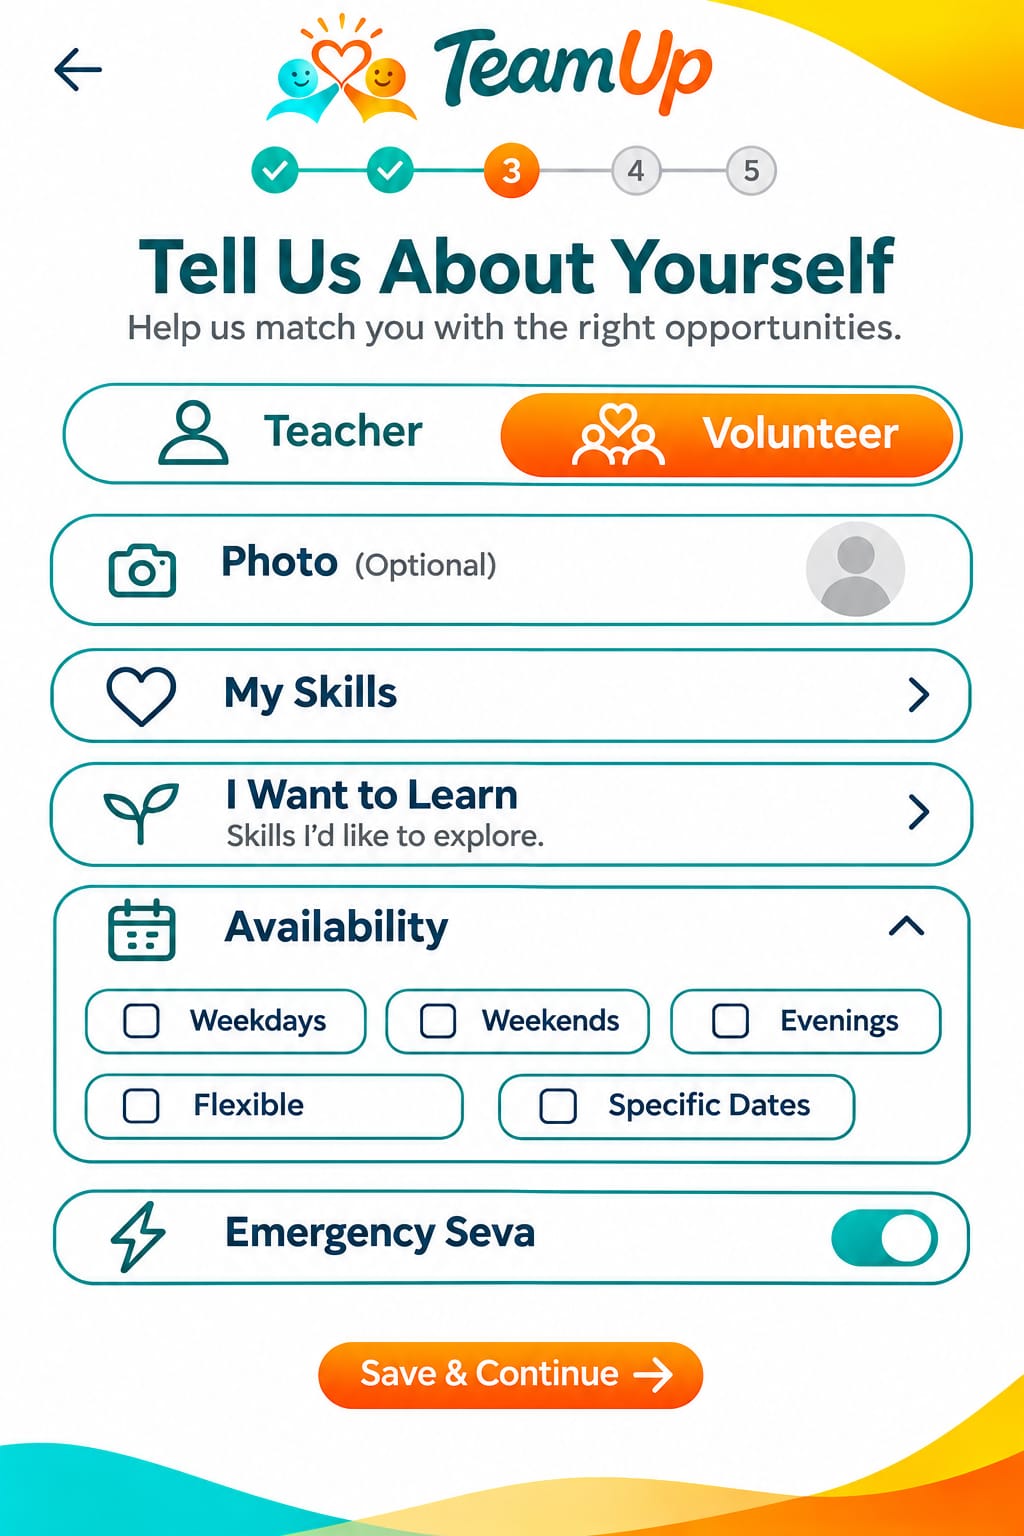 TeamUp
3 4 5
Tell Us About Yourself
Help us match you with the right opportunities.
Teacher Volunteer
Photo (Optional)
My Skills
I Want to Learn
Skills I'd like to explore.
Availability
Weekdays Weekends Evenings
Flexible Specific Dates
Emergency Seva
Save & Continue →